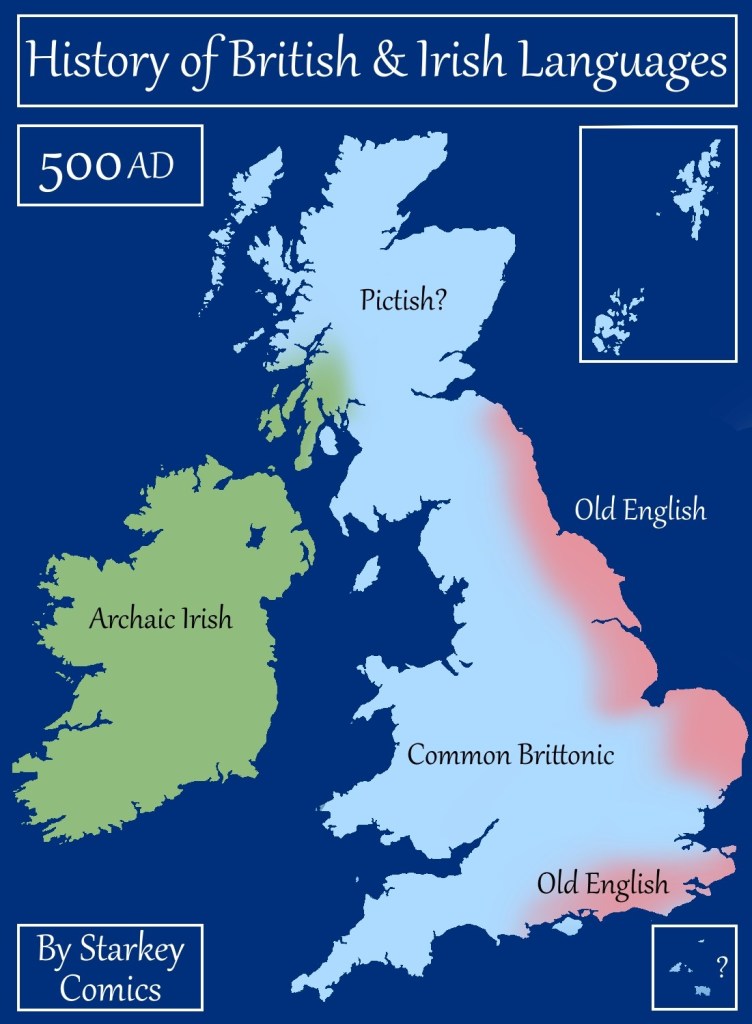 History of British & Irish Languages
500 AD
Pictish?
Old English
Archaic Irish
Common Brittonic
Old English
By Starkey
Comics
?